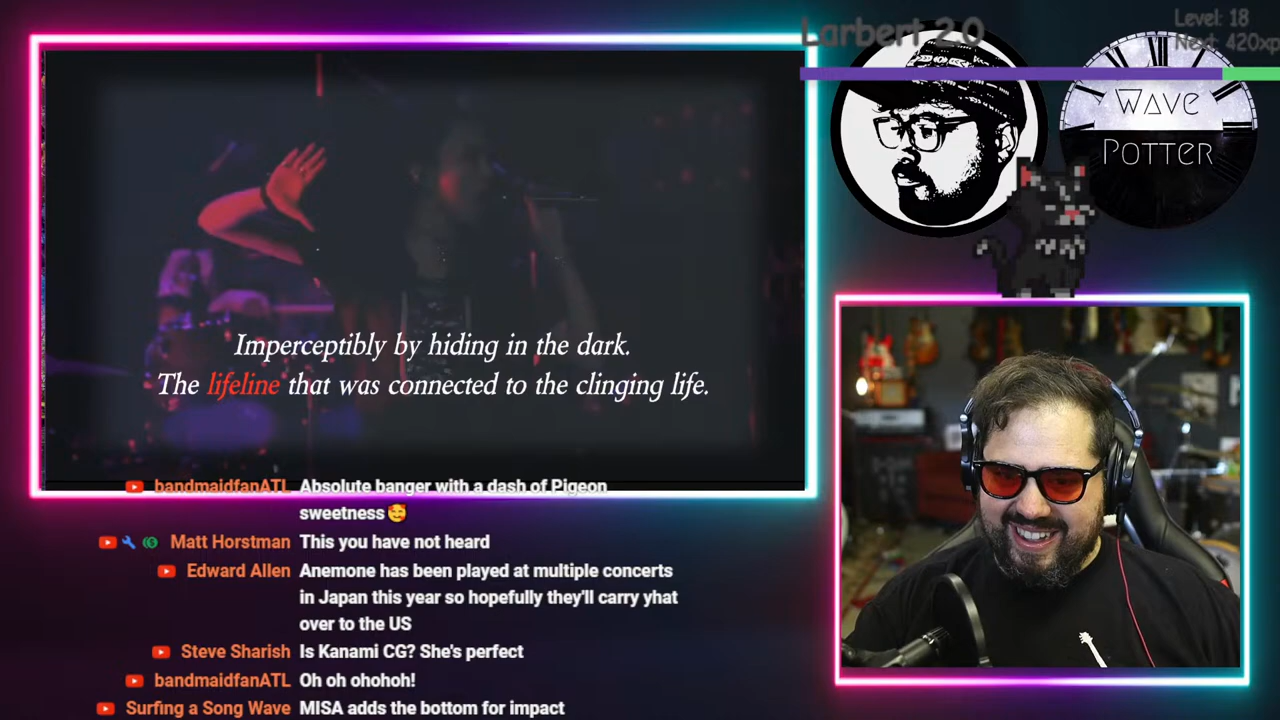 Larbert 2.0
Level: 18
Next: 420xp
WAVE
POTTER
Imperceptibly by hiding in the dark.
The lifeline that was connected to the clinging life.
bandmaidfanATL Absolute banger with a dash of Pigeon
sweetness🥰
Matt Horstman This you have not heard
Edward Allen Anemone has been played at multiple concerts
in Japan this year so hopefully they'll carry yhat
over to the US
Steve Sharish Is Kanami CG? She's perfect
bandmaidfanATL Oh oh ohohoh!
Surfing a Song Wave MISA adds the bottom for impact